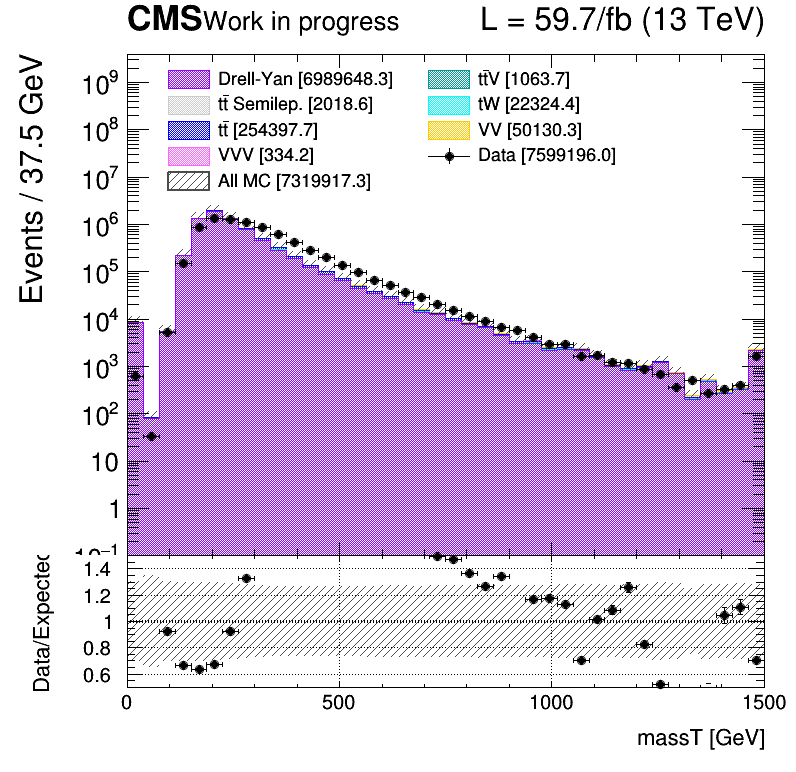 CMS Work in progress L = 59.7/fb (13 TeV)
Events / 37.5 GeV
Drell-Yan [6989648.3]
tt̄ Semilep. [2018.6]
tt̄ [254397.7]
VVV [334.2]
All MC [7319917.3]
tt̄V [1063.7]
tW [22324.4]
VV [50130.3]
Data [7599196.0]
10⁹
10⁸
10⁷
10⁶
10⁵
10⁴
10³
10²
10
1
10⁻¹
Data/Expected
1.4
1.2
1
0.8
0.6
0 500 1000 1500
massT [GeV]